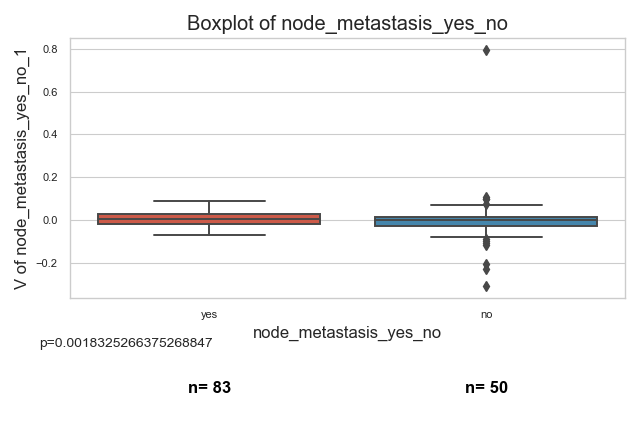 Boxplot of node_metastasis_yes_no
V of node_metastasis_yes_no_1
0.8
0.6
0.4
0.2
0.0
−0.2
yes
no
node_metastasis_yes_no
p=0.0018325266375268847
n= 83
n= 50